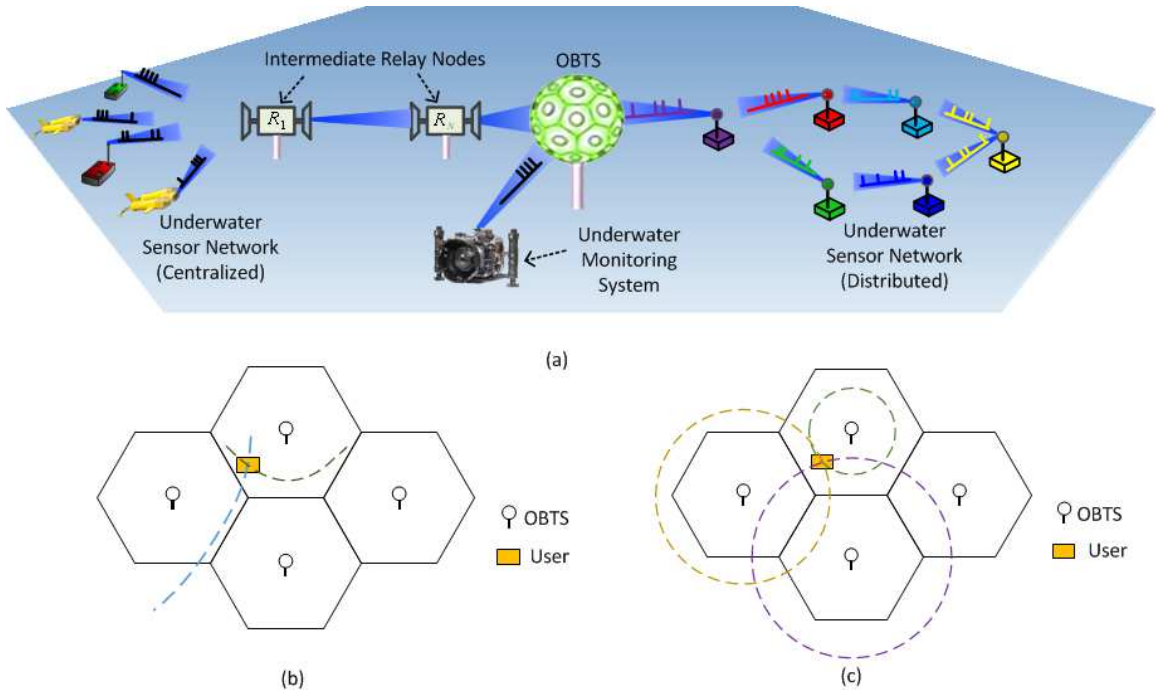 Intermediate Relay Nodes
OBTS
R1
RN
Underwater
Sensor Network
(Centralized)
Underwater
Monitoring
System
Underwater
Sensor Network
(Distributed)
(a)
OBTS
User
(b)
OBTS
User
(c)